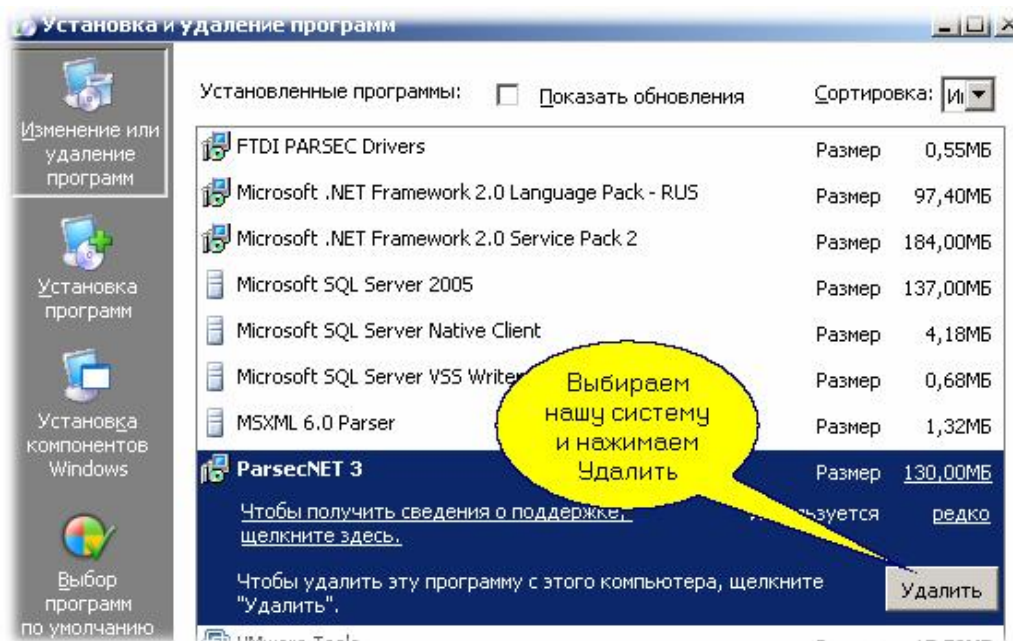 Установка и удаление программ
Изменение или
удаление
программ
Установка
программ
Установка
компонентов
Windows
Выбор
программ
по умолчанию
Установленные программы: Показать обновления Сортировка:
FTDI PARSEC Drivers Размер 0,55МБ
Microsoft .NET Framework 2.0 Language Pack - RUS Размер 97,40МБ
Microsoft .NET Framework 2.0 Service Pack 2 Размер 184,00МБ
Microsoft SQL Server 2005 Размер 137,00МБ
Microsoft SQL Server Native Client Размер 4,18МБ
Microsoft SQL Server VSS Writer Размер 0,68МБ
MSXML 6.0 Parser Размер 1,32МБ
Выбираем
нашу систему
и нажимаем
Удалить
ParsecNET 3 Размер 130,00МБ
Чтобы получить сведения о поддержке, редко
щелкните здесь.
Чтобы удалить эту программу с этого компьютера, щелкните
"Удалить".
Удалить